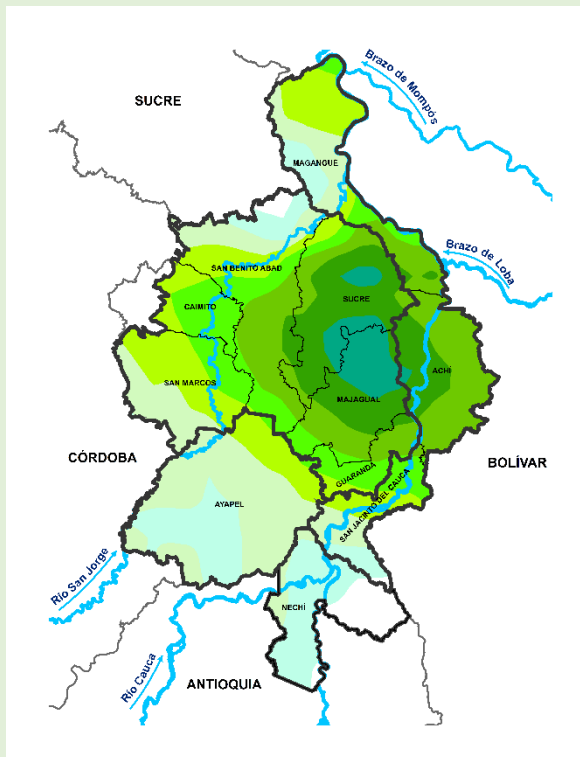 Brazo de Mompós
SUCRE
MAGANGUE
Brazo de Loba
SAN BENITO ABAD
SUCRE
CAIMITO
ACHÍ
SAN MARCOS
MAJAGUAL
CÓRDOBA
BOLÍVAR
GUARANDA
AYAPEL
SAN JACINTO DEL CAUCA
Río San Jorge
NECHÍ
Río Cauca
ANTIOQUIA